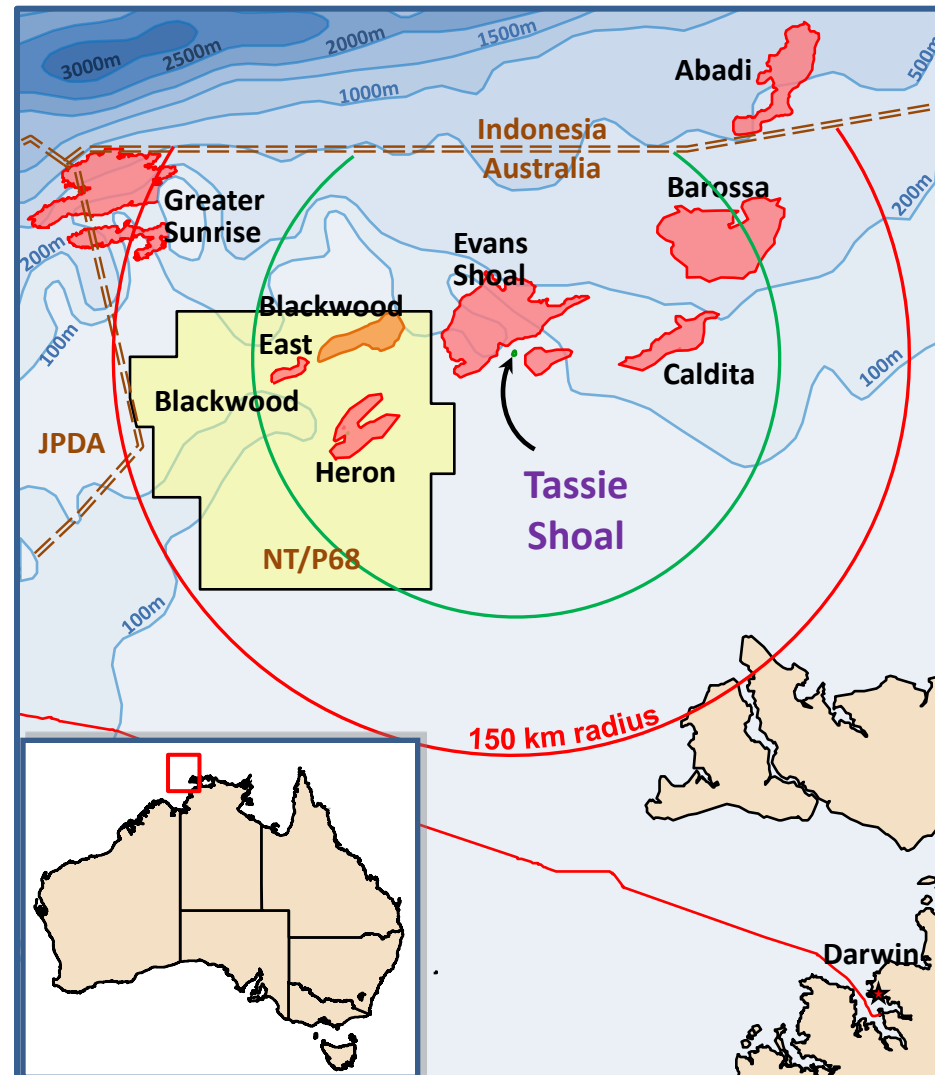 3000m
2500m
2000m
1500m
1000m
500m
Abadi
Indonesia
Australia
Greater
Sunrise
Barossa
200m
200m
Evans
Shoal
Blackwood
East
100m
Blackwood
Caldita
100m
JPDA
Heron
Tassie
Shoal
NT/P68
100m
150 km radius
Darwin